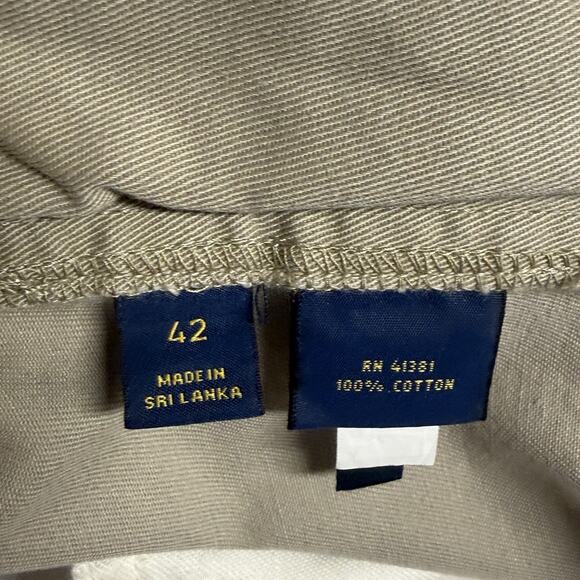 42
MADE IN
SRI LANKA
RN 41381
100% COTTON